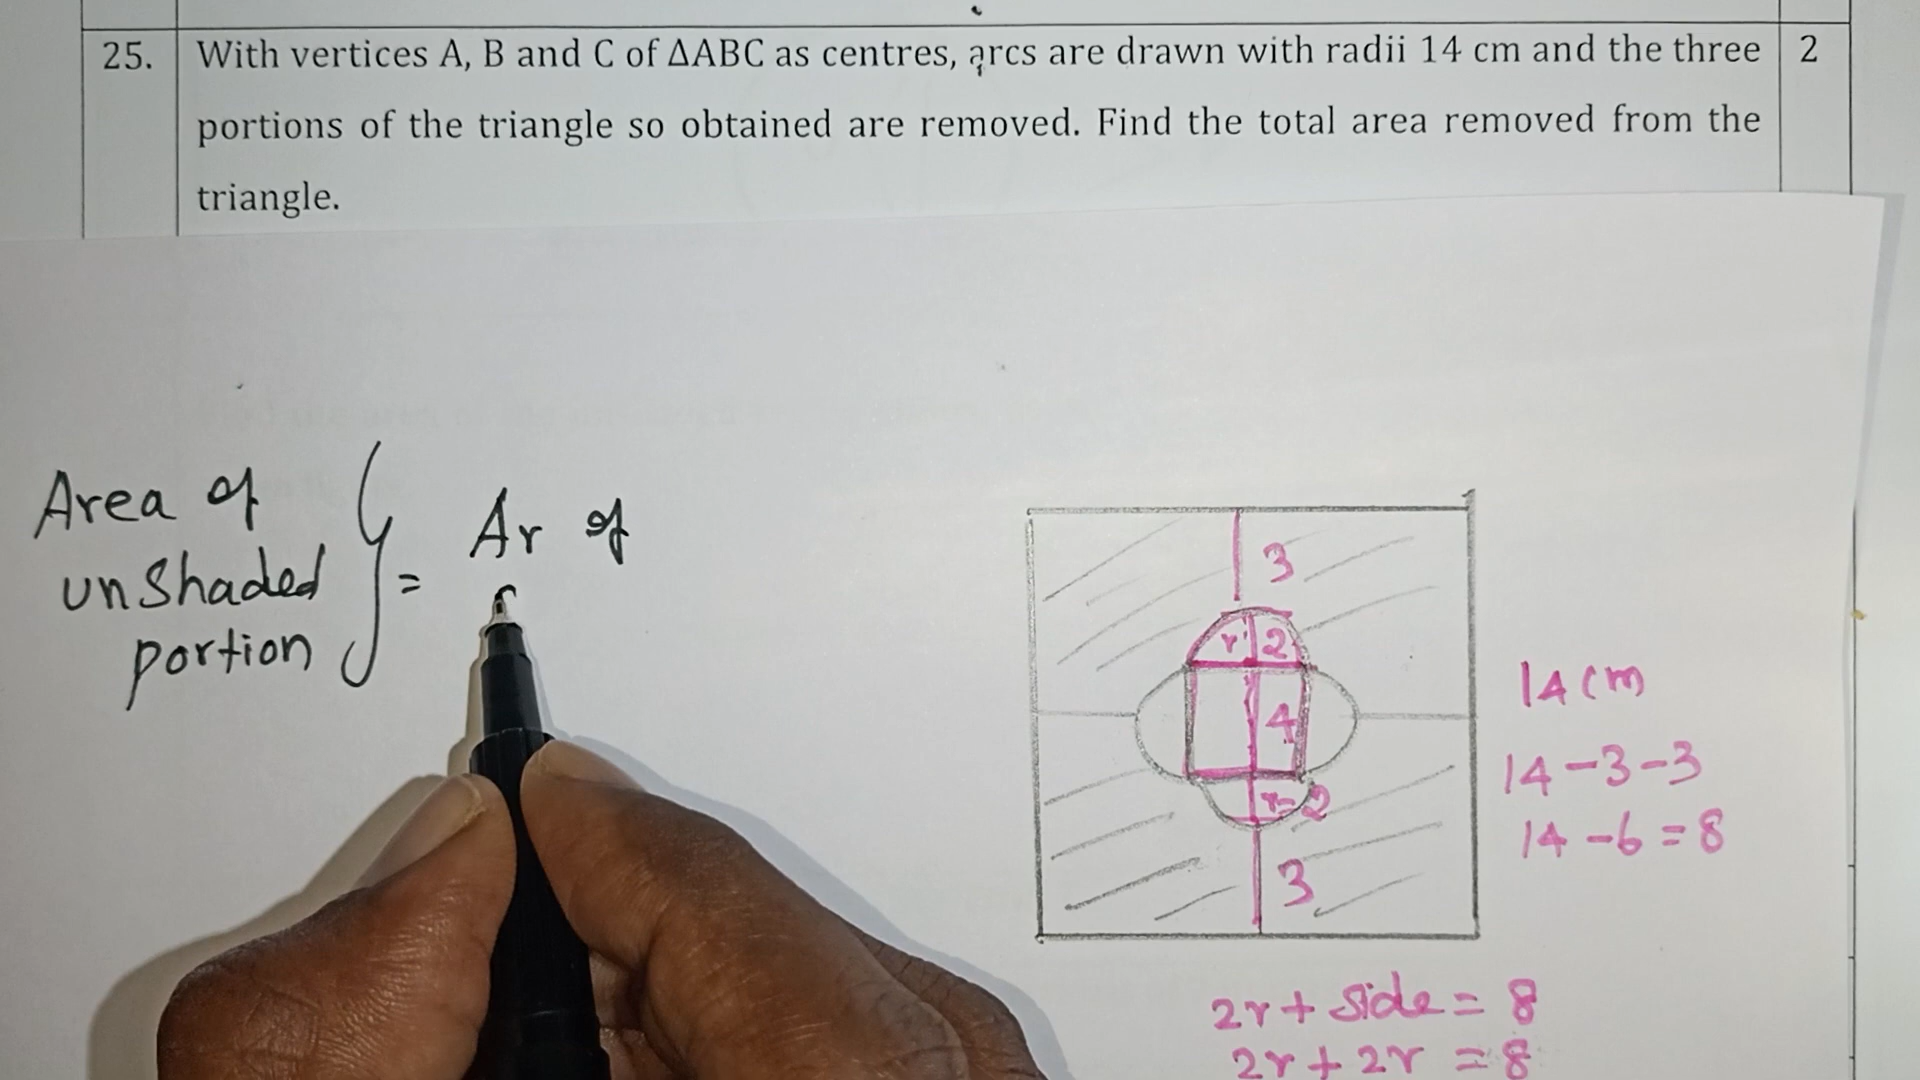 25. With vertices A, B and C of ΔABC as centres, arcs are drawn with radii 14 cm and the three 2
portions of the triangle so obtained are removed. Find the total area removed from the
triangle.
Area of
unshaded
portion
= Ar of
3
r 2
4
r=2
3
14 cm
14-3-3
14-6=8
2r + side = 8
2r + 2r = 8